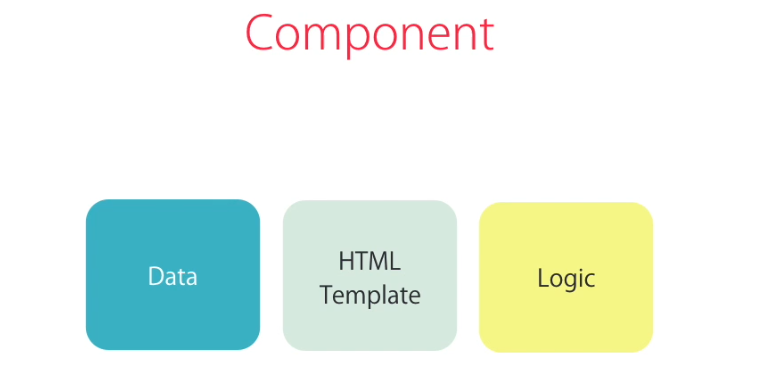 Component
Data
HTML
Template
Logic